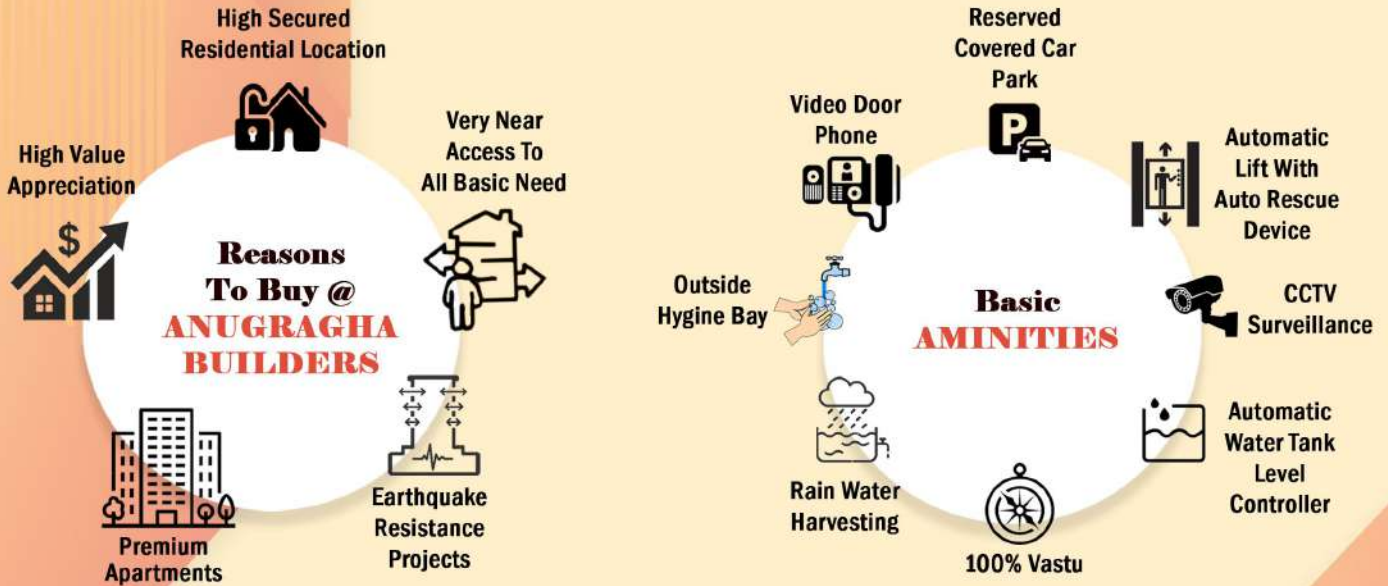 High Secured
Residential Location
High Value
Appreciation
Very Near
Access To
All Basic Need
Reasons
To Buy @
ANUGRAGHA
BUILDERS
Premium
Apartments
Earthquake
Resistance
Projects
Reserved
Covered Car
Park
P
Video Door
Phone
Automatic
Lift With
Auto Rescue
Device
Outside
Hygine Bay
Basic
AMINITIES
CCTV
Surveillance
Rain Water
Harvesting
Automatic
Water Tank
Level
Controller
100% Vastu